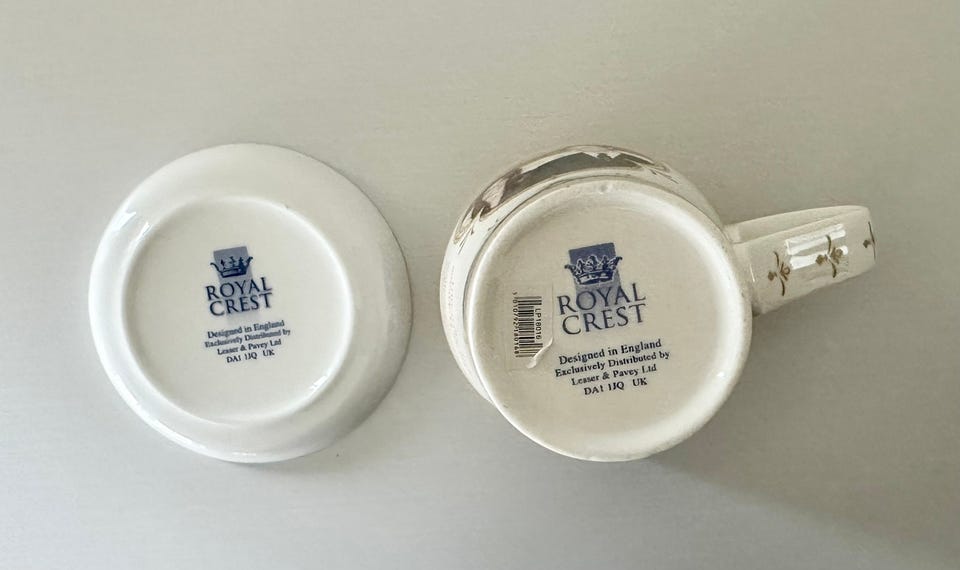 ROYAL
CREST
Designed in England
Exclusively Distributed by
Leaser & Pavey Ltd
DA1 1JQ UK
ROYAL
CREST
Designed in England
Exclusively Distributed by
Leaser & Pavey Ltd
DA1 1JQ UK
LP18016